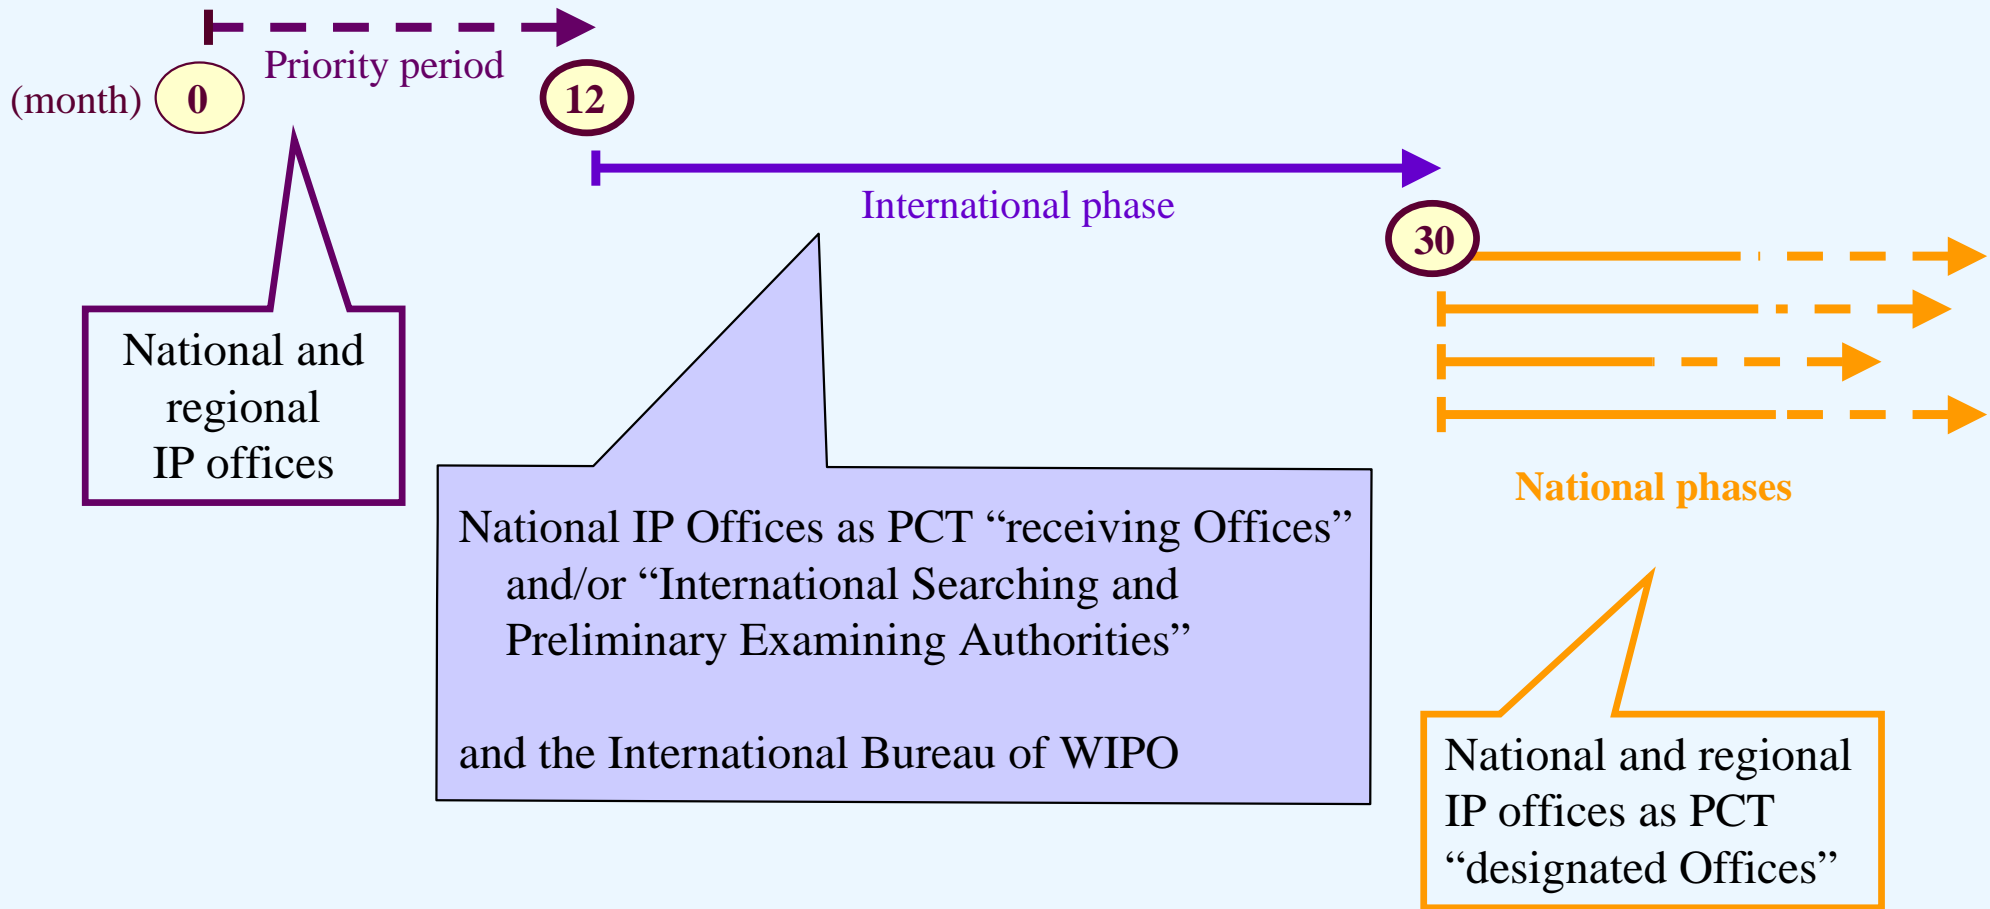 Priority period
(month)
0
12
International phase
30
National and
regional
IP offices
National IP Offices as PCT “receiving Offices”
and/or “International Searching and
Preliminary Examining Authorities”
and the International Bureau of WIPO
National phases
National and regional
IP offices as PCT
“designated Offices”